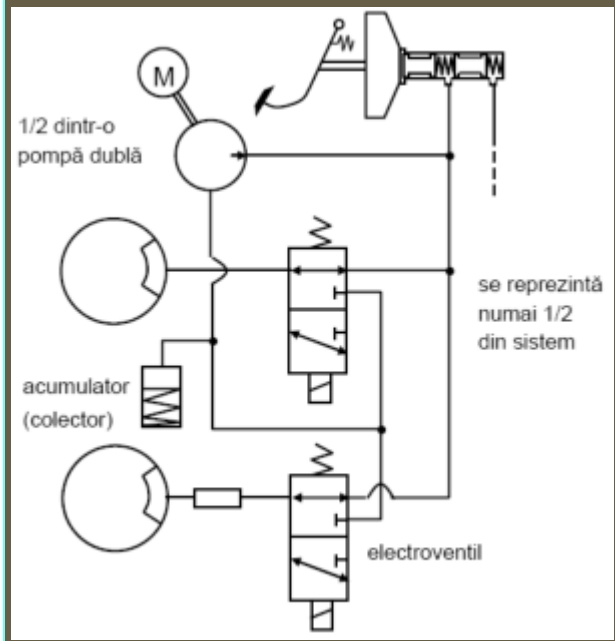 M
1/2 dintr-o
pompă dublă
se reprezintă
numai 1/2
din sistem
acumulator
(colector)
electroventil